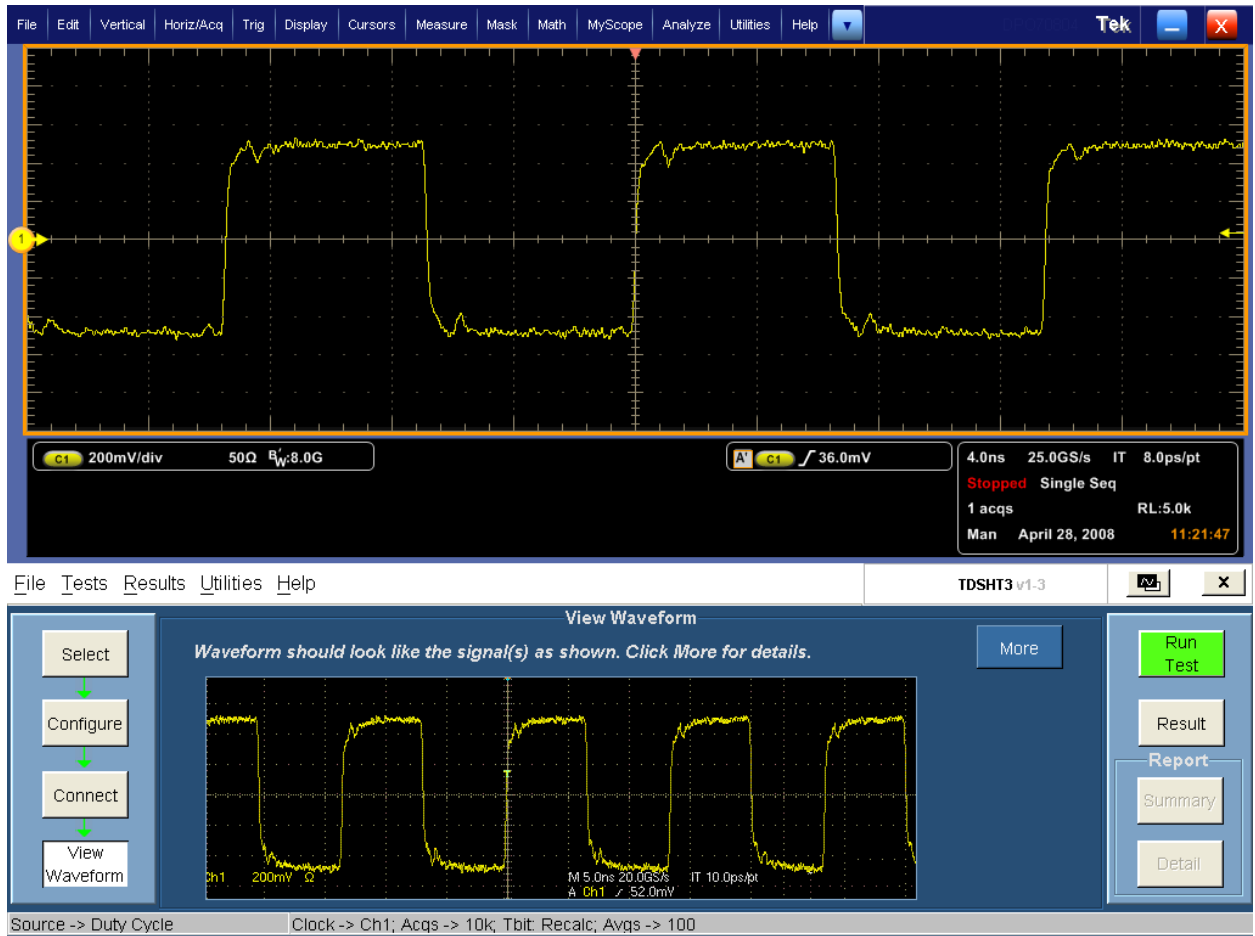 File Edit Vertical Horiz/Acq Trig Display Cursors Measure Mask Math MyScope Analyze Utilities Help Tek X
1
C1 200mV/div 50Ω BW:8.0G
A' C1 36.0mV
4.0ns 25.0GS/s IT 8.0ps/pt
Stopped Single Seq
1 acqs RL:5.0k
Man April 28, 2008 11:21:47
File Tests Results Utilities Help TDSHT3 v1-3 x
View Waveform
Waveform should look like the signal(s) as shown. Click More for details.
More
Select
Configure
Connect
View
Waveform
Ch1 200mV Ω M 5.0ns 20.0GS/s IT 10.0ps/pt
A Ch1 52.0mV
Run
Test
Result
Report
Summary
Detail
Source -> Duty Cycle Clock -> Ch1; Acqs -> 10k; Tbit: Recalc; Avgs -> 100